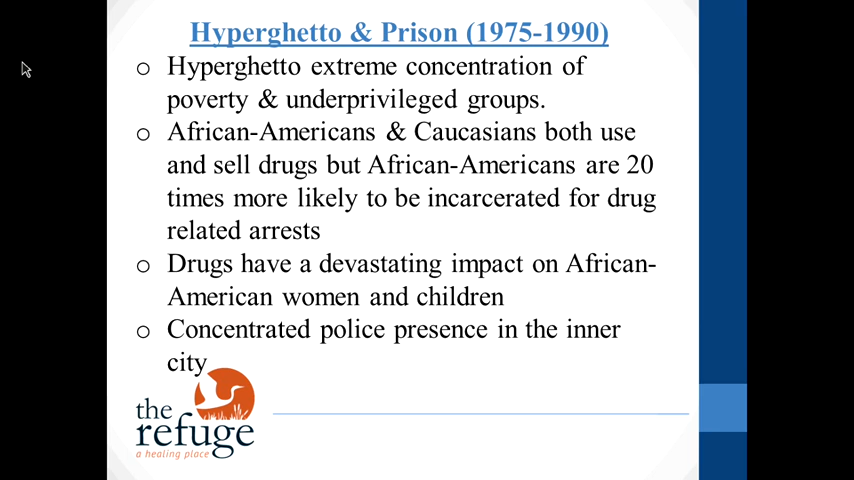 Hyperghetto & Prison (1975-1990)
o Hyperghetto extreme concentration of
poverty & underprivileged groups.
o African-Americans & Caucasians both use
and sell drugs but African-Americans are 20
times more likely to be incarcerated for drug
related arrests
o Drugs have a devastating impact on African-
American women and children
o Concentrated police presence in the inner
city
the
refuge
a healing place